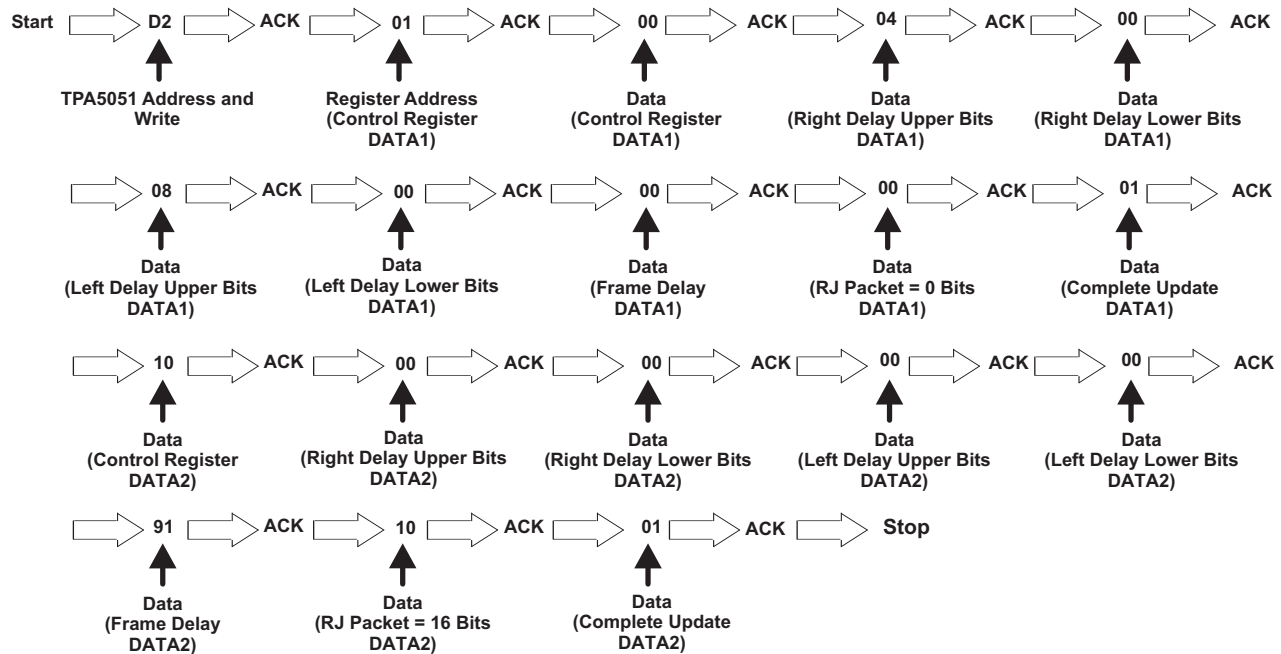 Start D2 ACK 01 ACK 00 ACK 04 ACK 00 ACK
TPA5051 Address and
Write
Register Address
(Control Register
DATA1)
Data
(Control Register
DATA1)
Data
(Right Delay Upper Bits
DATA1)
Data
(Right Delay Lower Bits
DATA1)
08 ACK 00 ACK 00 ACK 00 ACK 01 ACK
Data
(Left Delay Upper Bits
DATA1)
Data
(Left Delay Lower Bits
DATA1)
Data
(Frame Delay
DATA1)
Data
(RJ Packet = 0 Bits
DATA1)
Data
(Complete Update
DATA1)
10 ACK 00 ACK 00 ACK 00 ACK 00 ACK
Data
(Control Register
DATA2)
Data
(Right Delay Upper Bits
DATA2)
Data
(Right Delay Lower Bits
DATA2)
Data
(Left Delay Upper Bits
DATA2)
Data
(Left Delay Lower Bits
DATA2)
91 ACK 10 ACK 01 ACK Stop
Data
(Frame Delay
DATA2)
Data
(RJ Packet = 16 Bits
DATA2)
Data
(Complete Update
DATA2)